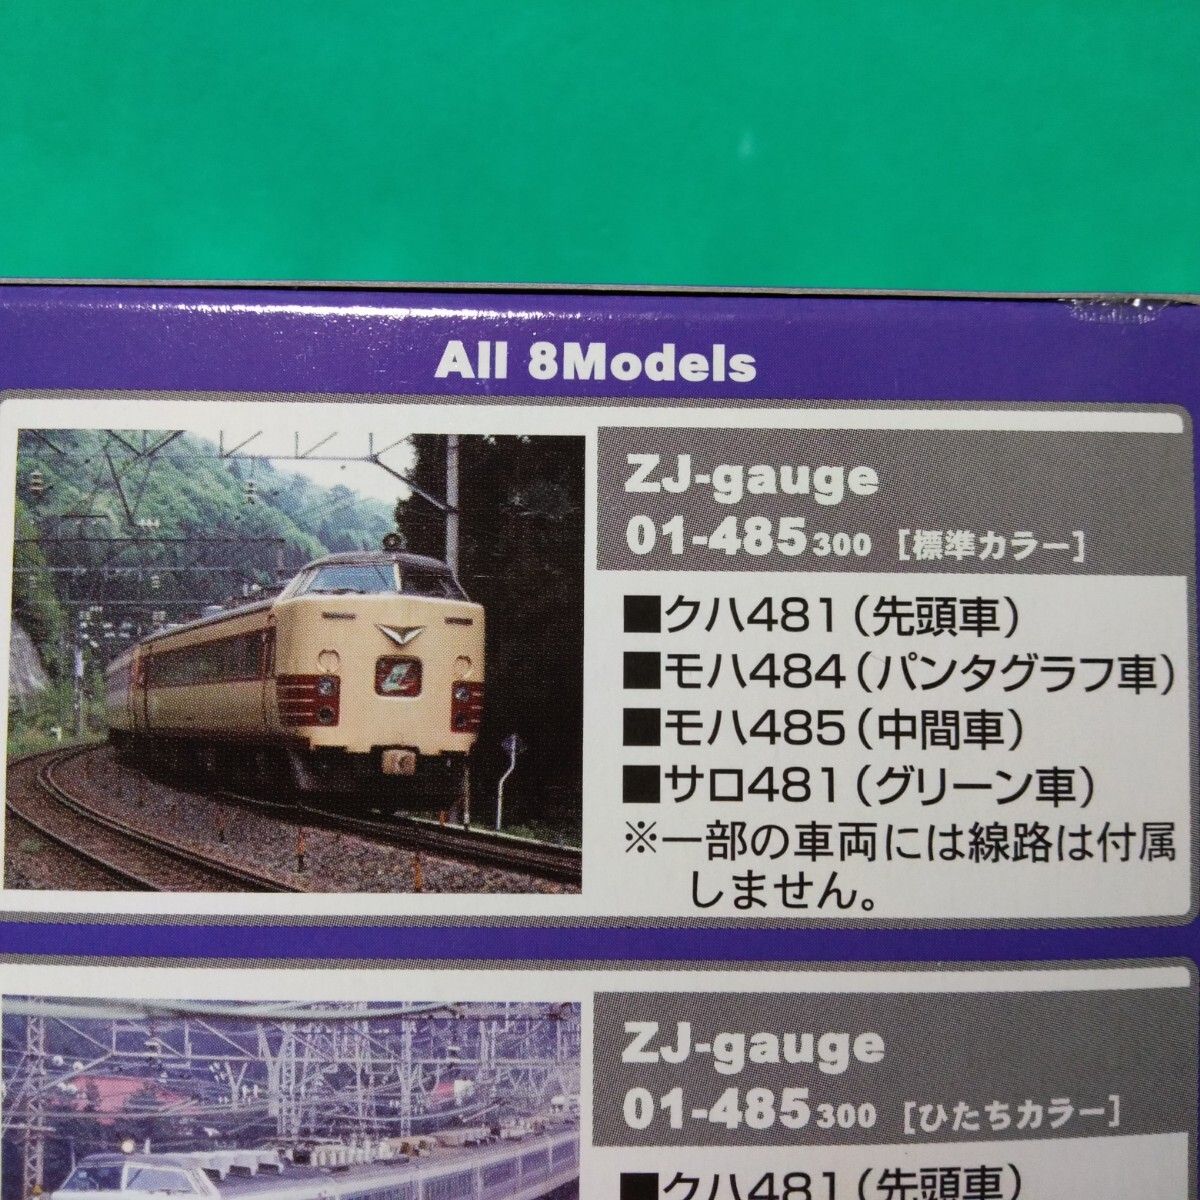 All 8Models
ZJ-gauge
01-485 300 [標準カラー]
■クハ481(先頭車)
■モハ484(パンタグラフ車)
■モハ485(中間車)
■サロ481(グリーン車)
※一部の車両には線路は付属
しません。
ZJ-gauge
01-485 300 [ひたちカラー]
■クハ481(先頭車)